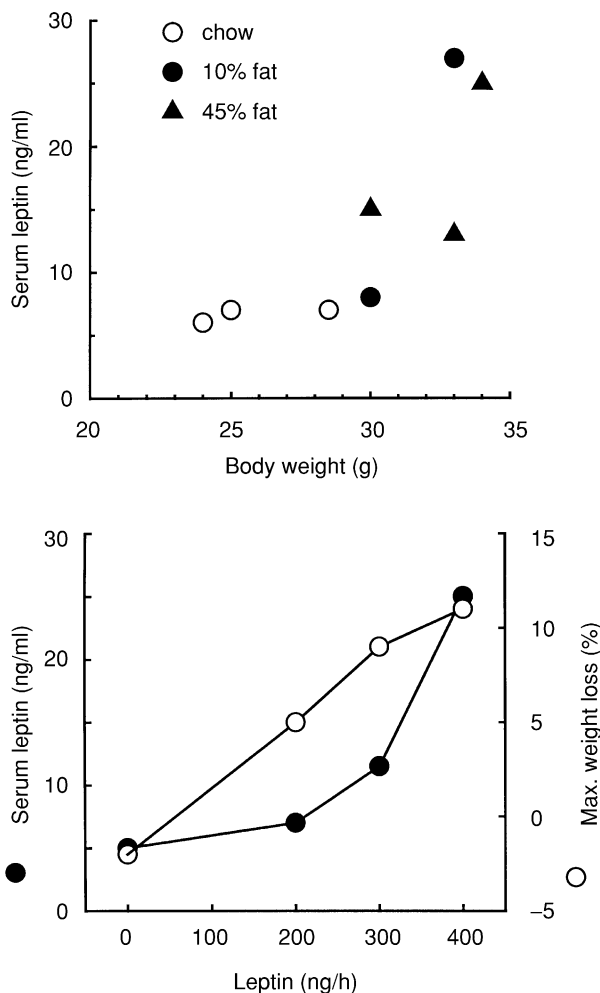 30
chow
10% fat
45% fat
20
10
0
Serum leptin (ng/ml)
20
25
30
35
Body weight (g)
30
15
20
10
10
5
0
0
-5
Serum leptin (ng/ml)
Max. weight loss (%)
0
100
200
300
400
Leptin (ng/h)